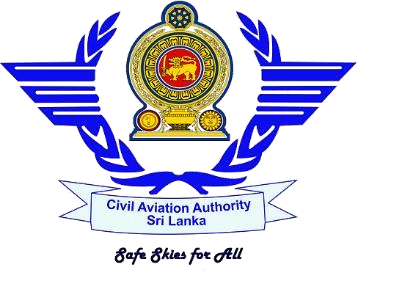 Civil Aviation Authority
Sri Lanka
Safe Skies for All